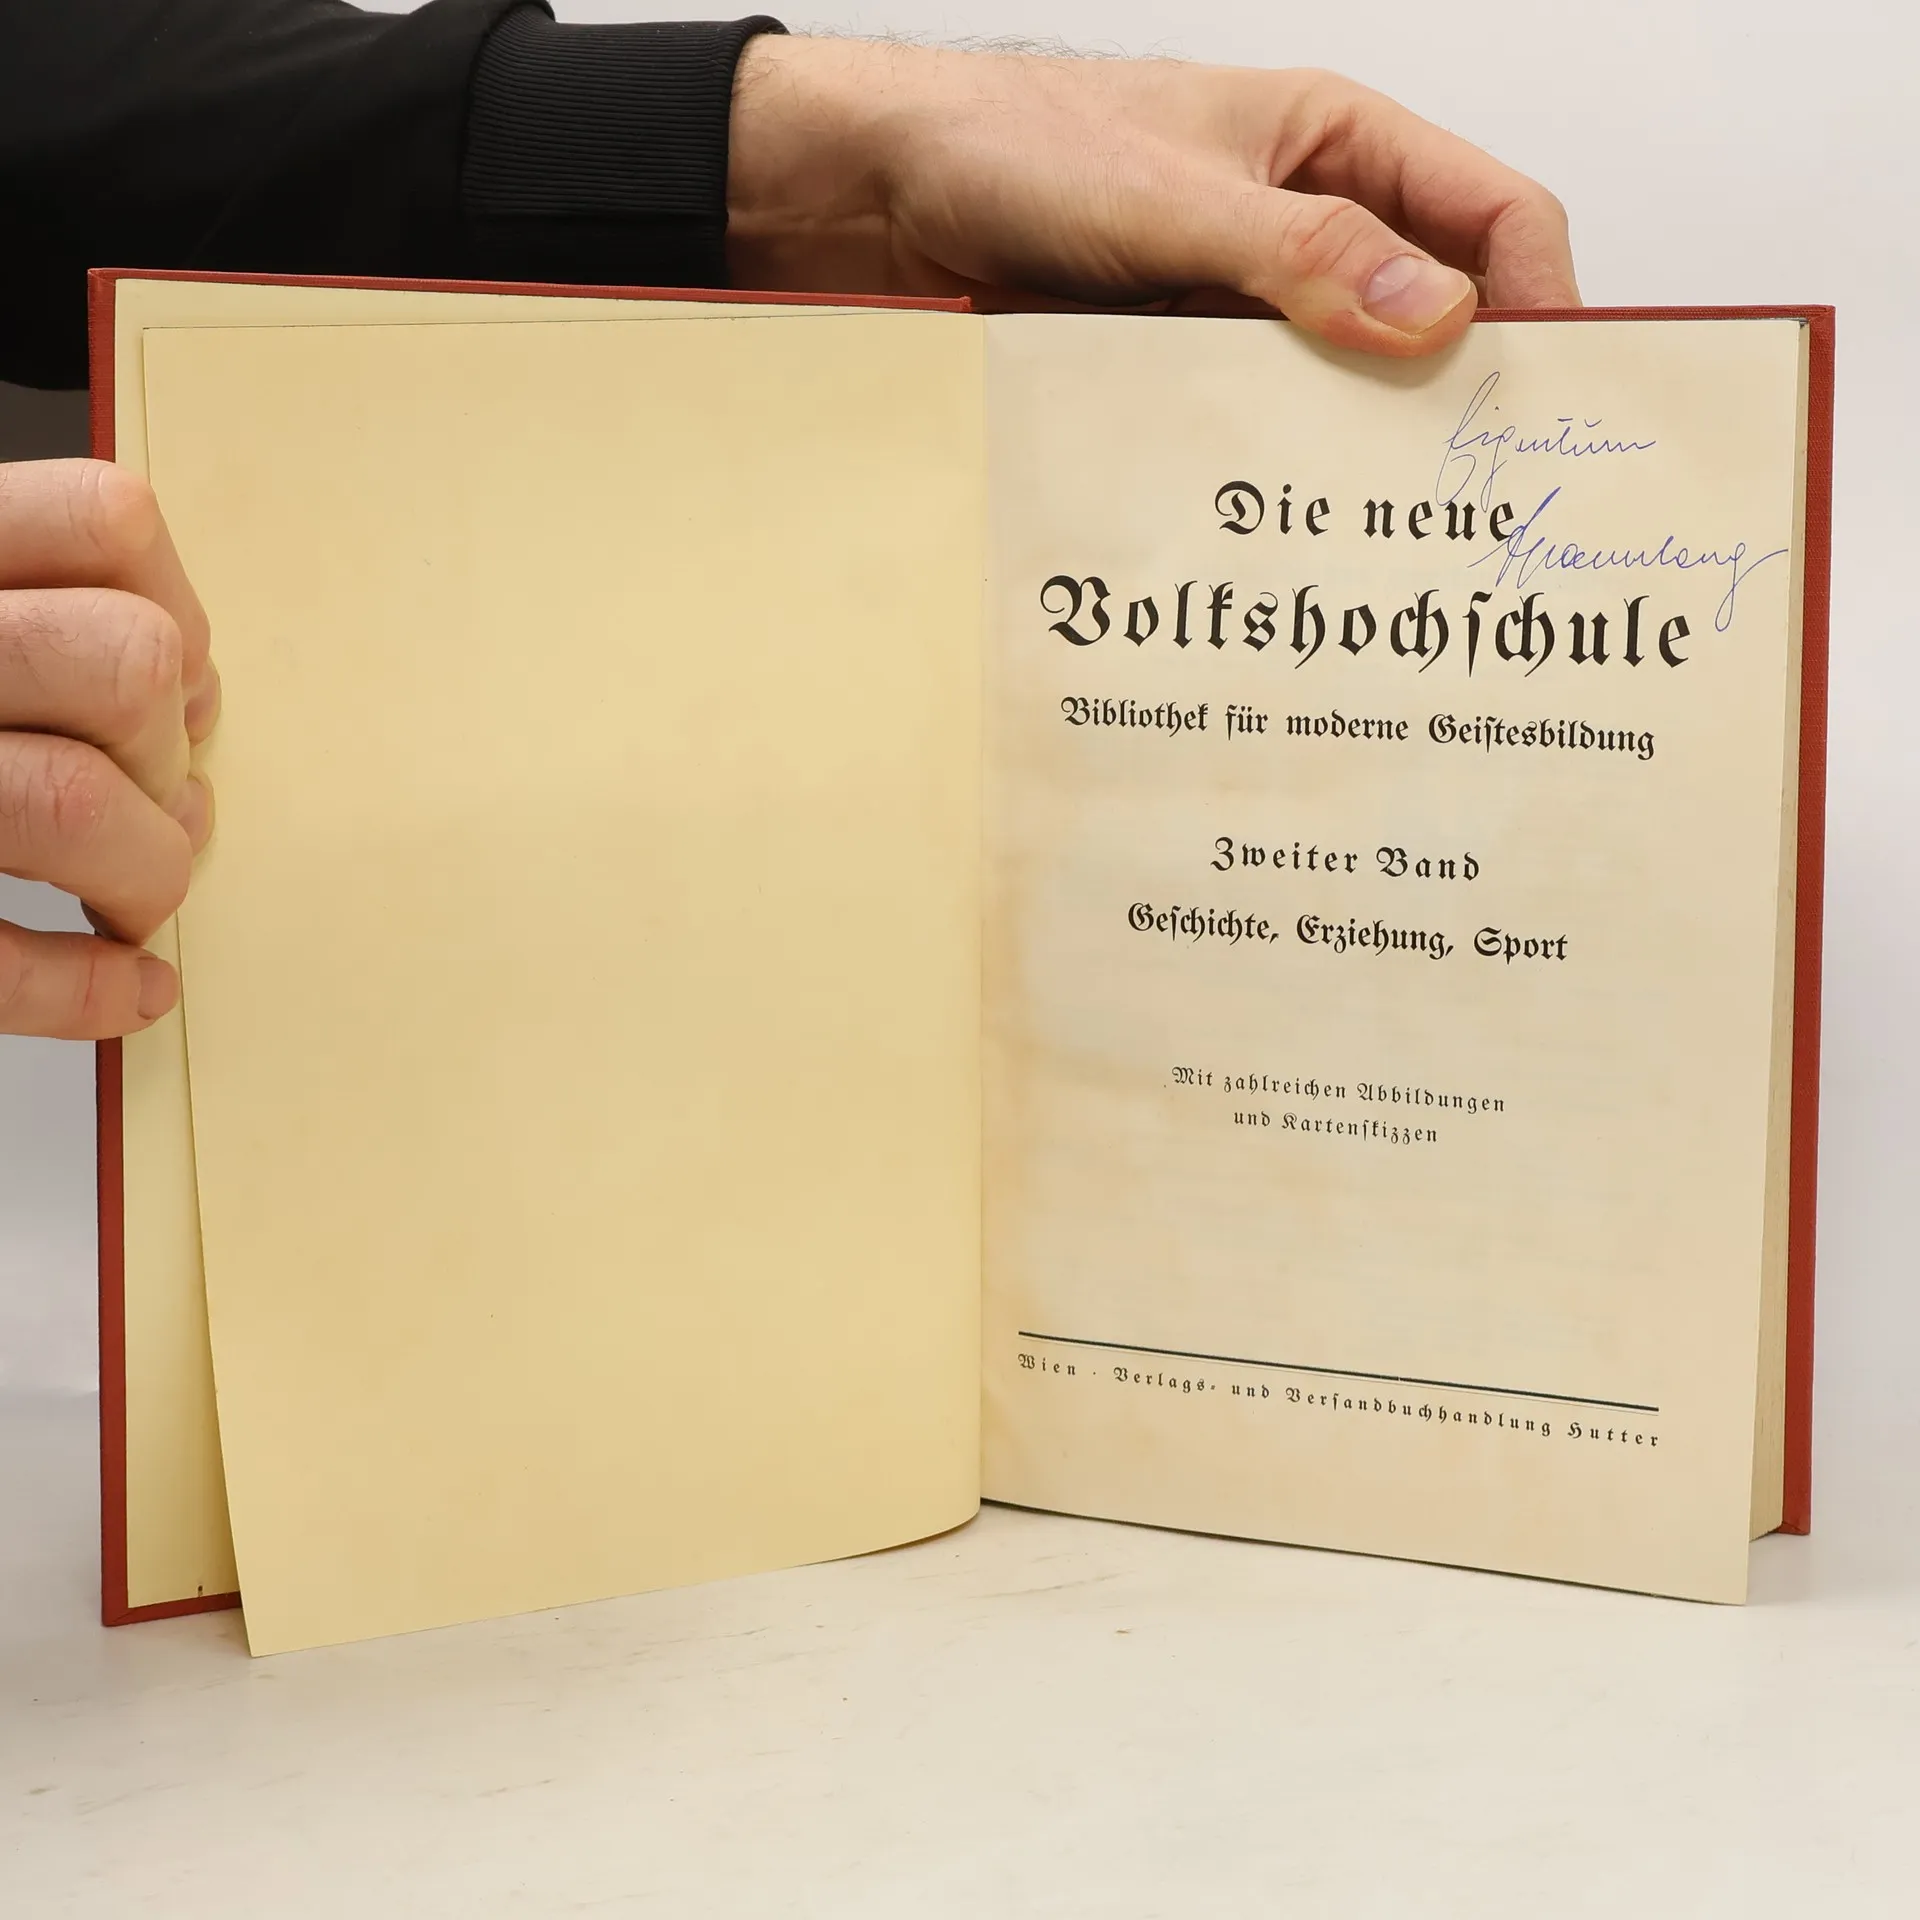 Eigentum
Die neue
Volkshochſchule
Bibliothek für moderne Geiſtesbildung
Zweiter Band
Geſchichte, Erziehung, Sport
Mit zahlreichen Abbildungen
und Kartenſkizzen
Wien · Verlags- und Verſandbuchhandlung Hutter